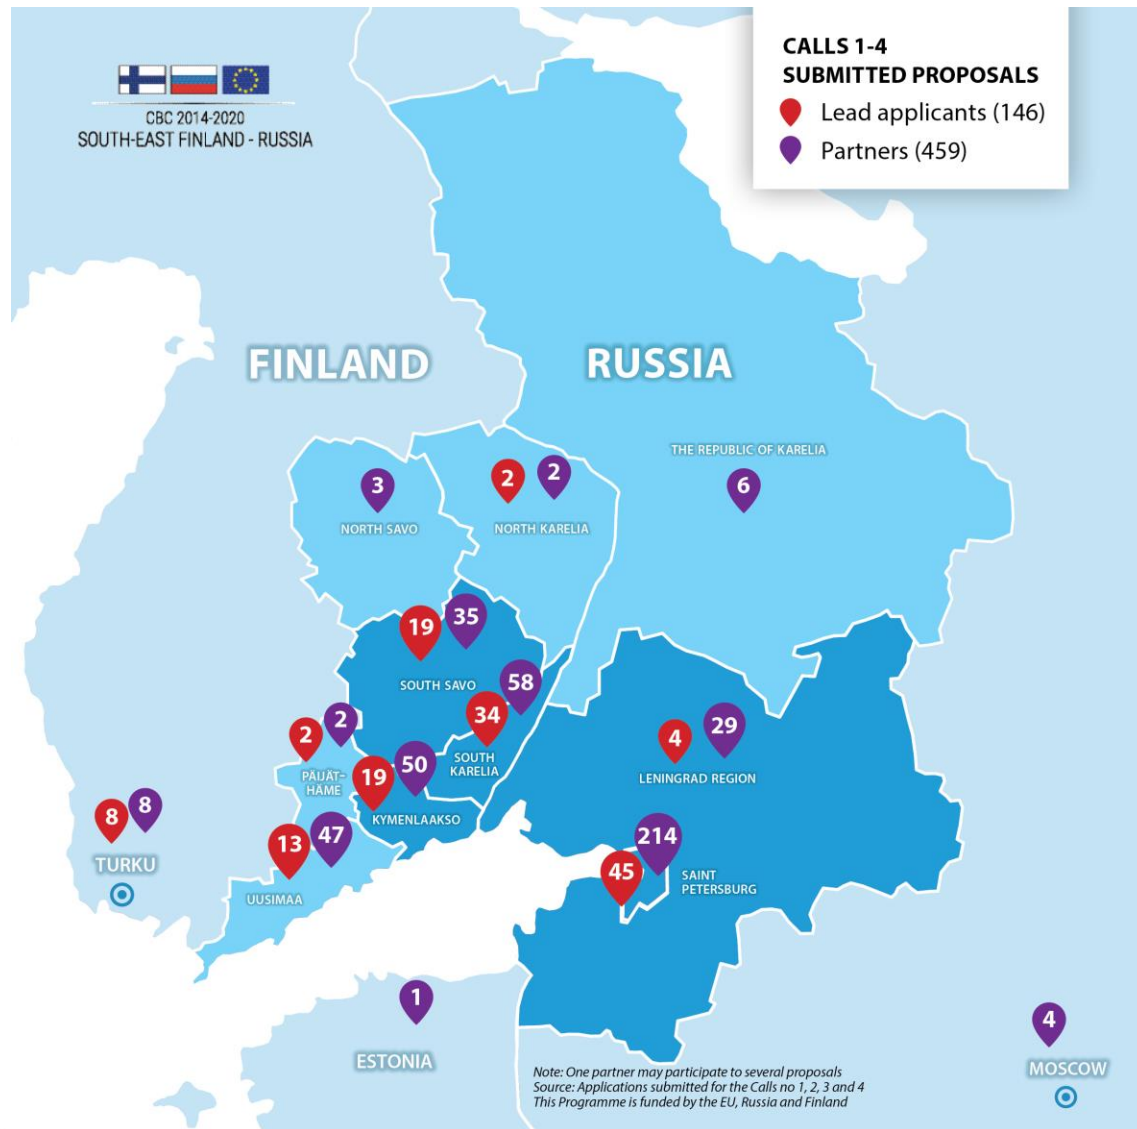 CBC 2014-2020
SOUTH-EAST FINLAND - RUSSIA
CALLS 1-4
SUBMITTED PROPOSALS
Lead applicants (146)
Partners (459)
FINLAND
RUSSIA
THE REPUBLIC OF KARELIA
6
3
NORTH SAVO
2
2
NORTH KARELIA
19
35
SOUTH SAVO
58
34
SOUTH
KARELIA
2
2
PÄIJÄT-
HÄME
19
50
KYMENLAAKSO
4
29
LENINGRAD REGION
8
8
TURKU
13
47
UUSIMAA
45
214
SAINT
PETERSBURG
1
ESTONIA
4
MOSCOW
Note: One partner may participate to several proposals
Source: Applications submitted for the Calls no 1, 2, 3 and 4
This Programme is funded by the EU, Russia and Finland